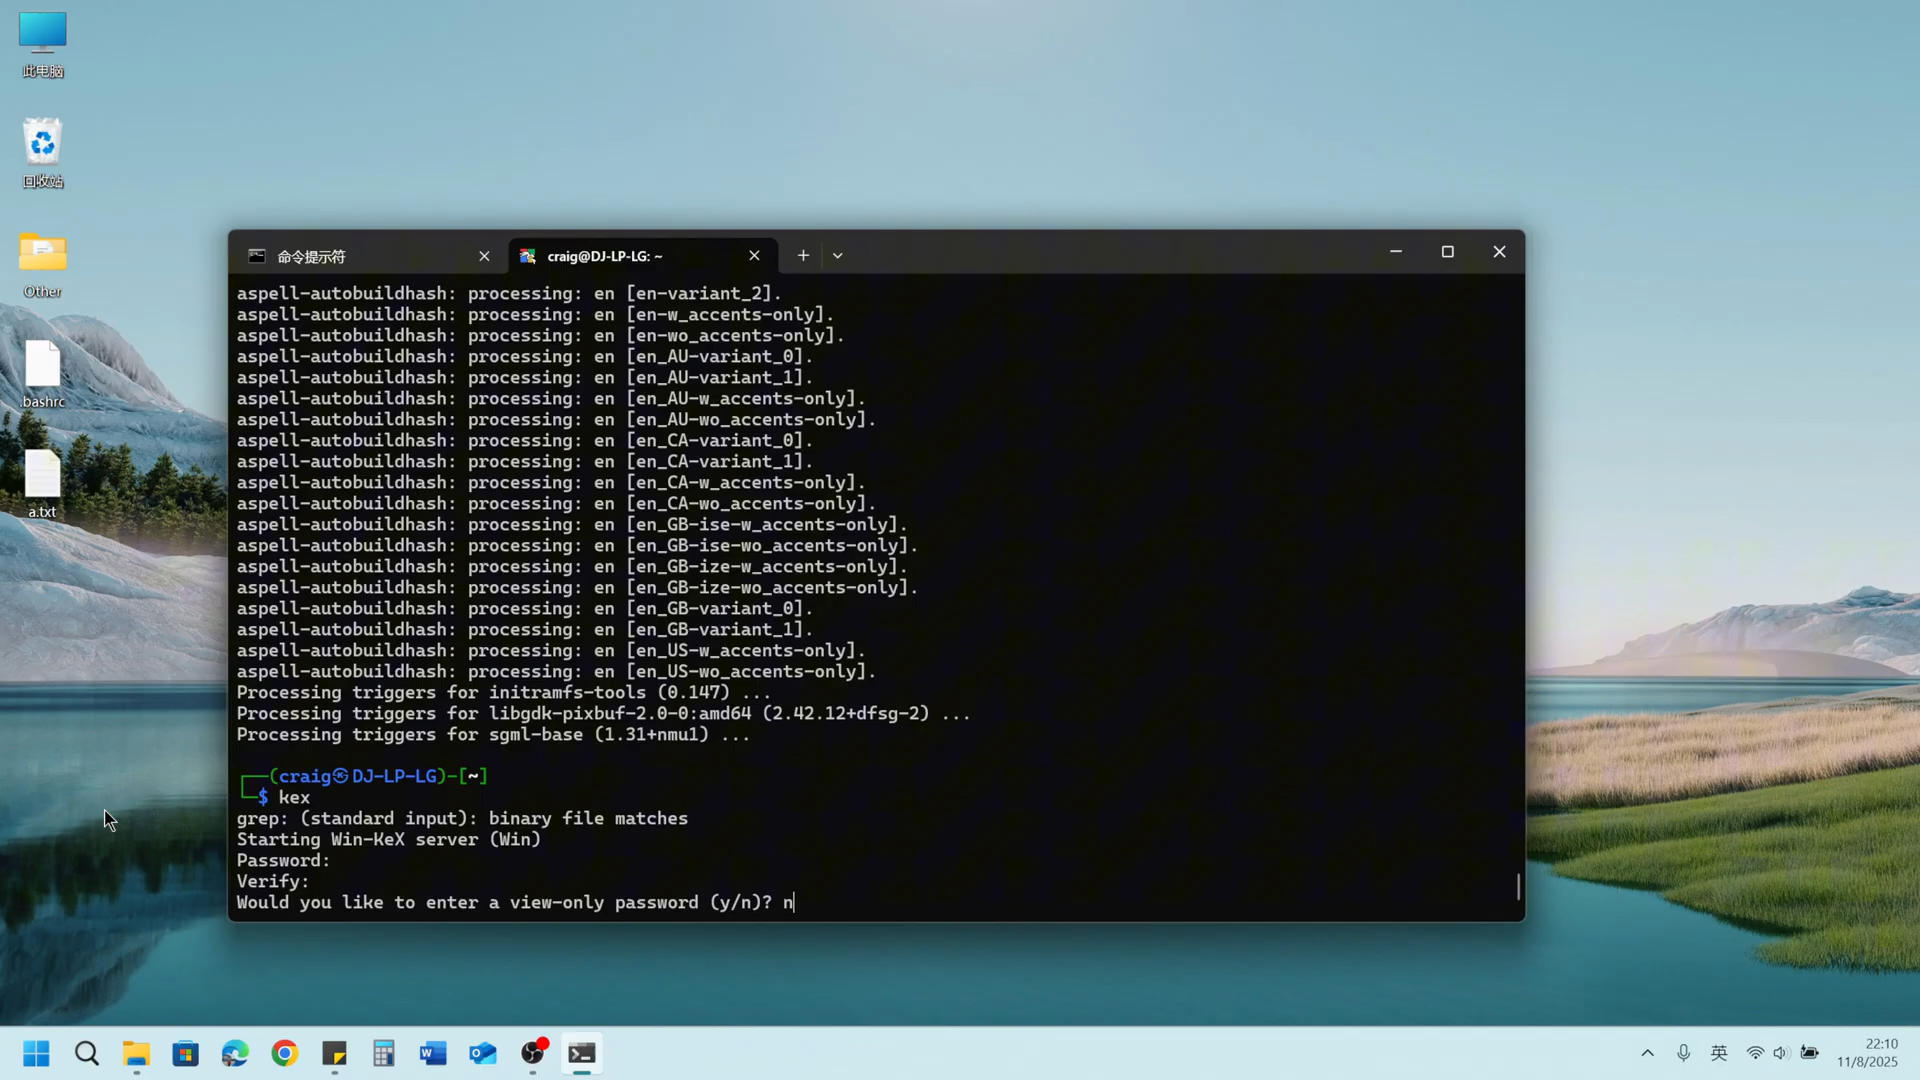 此电脑
回收站
Other
.bashrc
a.txt
命令提示符
craig@DJ-LP-LG: ~
aspell-autobuildhash: processing: en [en-variant_2].
aspell-autobuildhash: processing: en [en-w_accents-only].
aspell-autobuildhash: processing: en [en-wo_accents-only].
aspell-autobuildhash: processing: en [en_AU-variant_0].
aspell-autobuildhash: processing: en [en_AU-variant_1].
aspell-autobuildhash: processing: en [en_AU-w_accents-only].
aspell-autobuildhash: processing: en [en_AU-wo_accents-only].
aspell-autobuildhash: processing: en [en_CA-variant_0].
aspell-autobuildhash: processing: en [en_CA-variant_1].
aspell-autobuildhash: processing: en [en_CA-w_accents-only].
aspell-autobuildhash: processing: en [en_CA-wo_accents-only].
aspell-autobuildhash: processing: en [en_GB-ise-w_accents-only].
aspell-autobuildhash: processing: en [en_GB-ise-wo_accents-only].
aspell-autobuildhash: processing: en [en_GB-ize-w_accents-only].
aspell-autobuildhash: processing: en [en_GB-ize-wo_accents-only].
aspell-autobuildhash: processing: en [en_GB-variant_0].
aspell-autobuildhash: processing: en [en_GB-variant_1].
aspell-autobuildhash: processing: en [en_US-w_accents-only].
aspell-autobuildhash: processing: en [en_US-wo_accents-only].
Processing triggers for initramfs-tools (0.147) ...
Processing triggers for libgdk-pixbuf-2.0-0:amd64 (2.42.12+dfsg-2) ...
Processing triggers for sgml-base (1.31+nmu1) ...
┌──(craig㉿DJ-LP-LG)-[~]
└─$ kex
grep: (standard input): binary file matches
Starting Win-KeX server (Win)
Password:
Verify:
Would you like to enter a view-only password (y/n)? n
英
22:10
11/8/2025